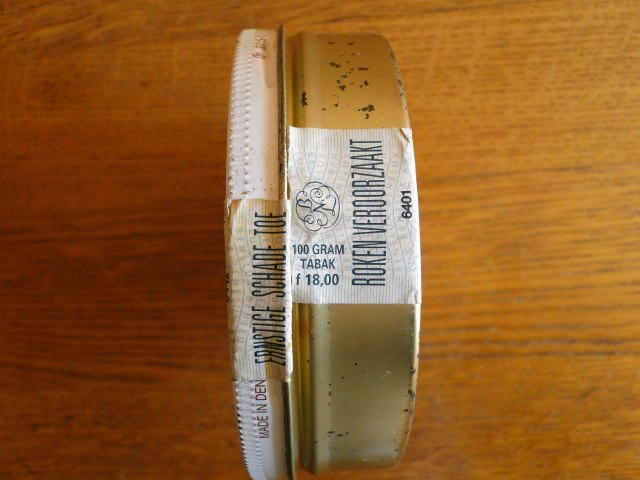 100 GRAM
TABAK
f 18,00
ROKEN VEROORZAAKT
6401
ERNSTIGE SCHADE TOE
MADE IN DEN